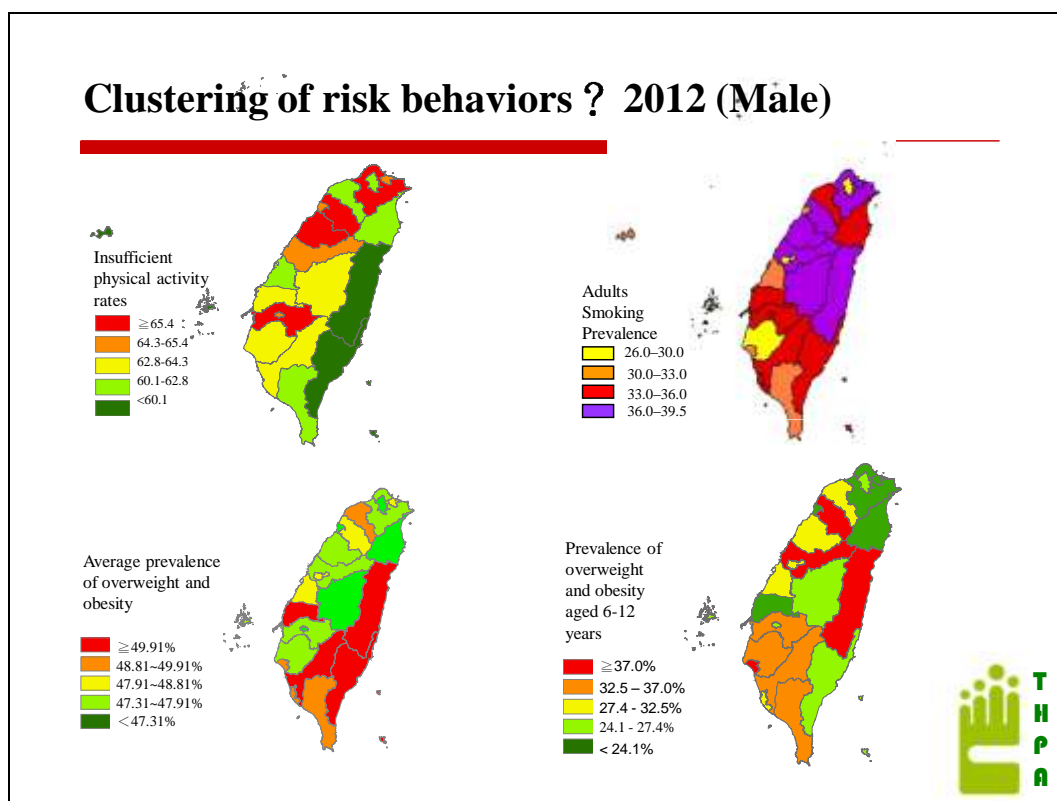 Clustering of risk behaviors？ 2012 (Male)
Insufficient
physical activity
rates
≧65.4
64.3-65.4
62.8-64.3
60.1-62.8
<60.1
Adults
Smoking
Prevalence
26.0–30.0
30.0–33.0
33.0–36.0
36.0–39.5
Average prevalence
of overweight and
obesity
≧49.91%
48.81~49.91%
47.91~48.81%
47.31~47.91%
＜47.31%
Prevalence of
overweight
and obesity
aged 6-12
years
≧37.0%
32.5 – 37.0%
27.4 - 32.5%
24.1 - 27.4%
< 24.1%
T
H
P
A